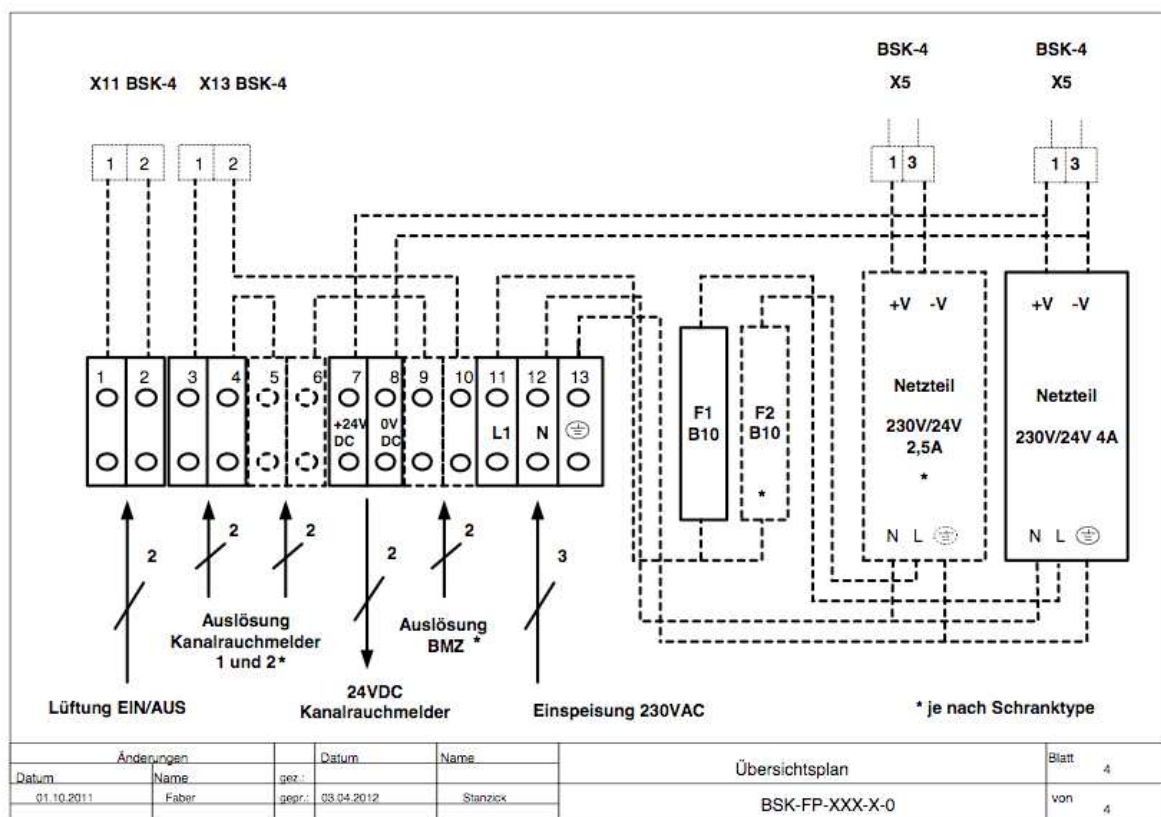 BSK-4 BSK-4
X11 BSK-4 X13 BSK-4 X5 X5
1 2 1 2 1 3 1 3
+V -V +V -V
1 2 3 4 5 6 7 8 9 10 11 12 13
+24V DC 0V DC L1 N
F1 B10
F2 B10
*
Netzteil
230V/24V
2,5A
*
Netzteil
230V/24V 4A
N L N L
2 2 2 2 2 3
Auslösung
Kanalrauchmelder
1 und 2*
Auslösung
BMZ *
Lüftung EIN/AUS
24VDC
Kanalrauchmelder
Einspeisung 230VAC
* je nach Schranktype
Änderungen Datum Name
Datum Name gez.:
01.10.2011 Faber gepr.: 03.04.2012 Stanzick
Übersichtsplan
BSK-FP-XXX-X-0
Blatt 4
von 4